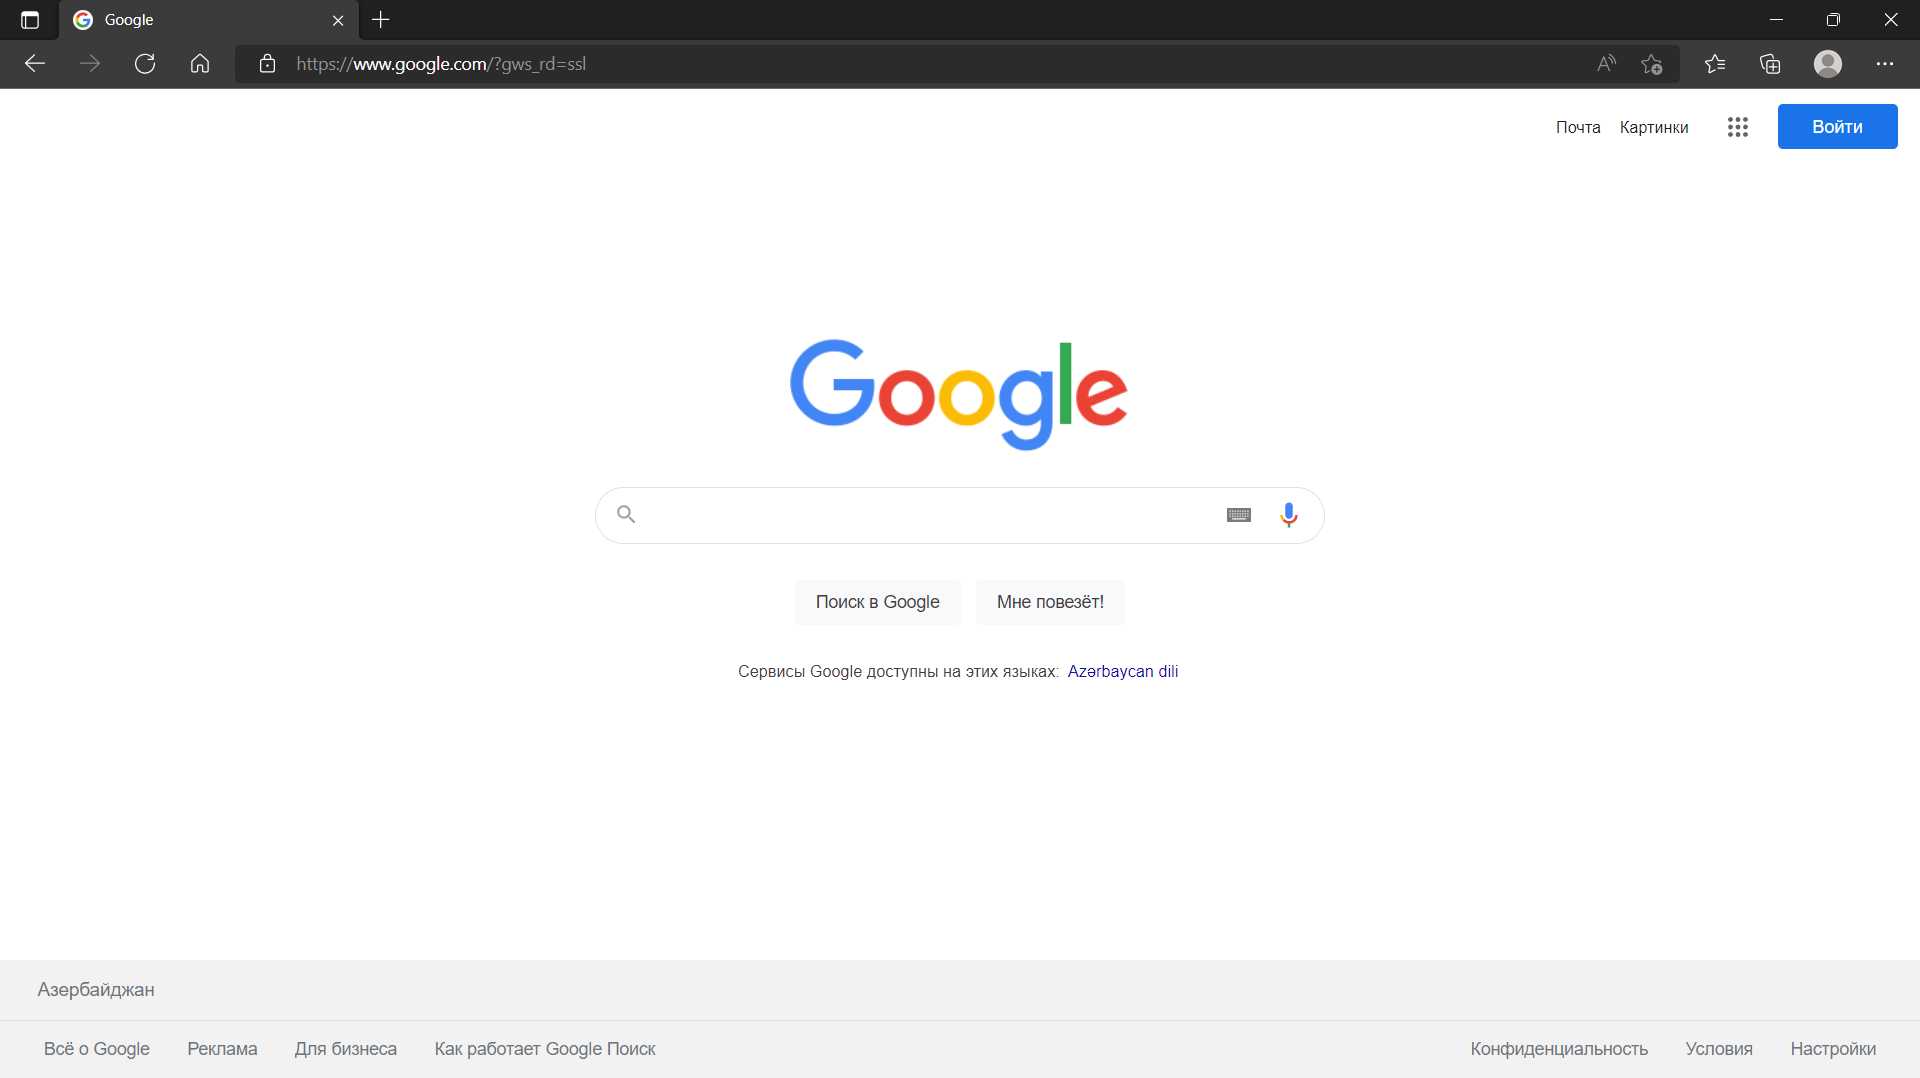 Google
https://www.google.com/?gws_rd=ssl
Почта Картинки Войти
Google
Поиск в Google Мне повезёт!
Сервисы Google доступны на этих языках: Azərbaycan dili
Азербайджан
Всё о Google Реклама Для бизнеса Как работает Google Поиск Конфиденциальность Условия Настройки